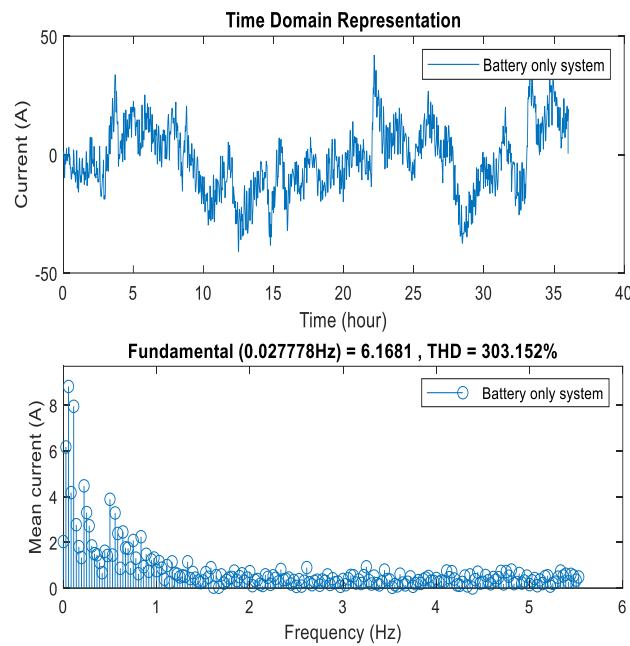 Time Domain Representation
50
Battery only system
Current (A)
0
-50
0 5 10 15 20 25 30 35 40
Time (hour)
Fundamental (0.027778Hz) = 6.1681 , THD = 303.152%
Battery only system
8
6
Mean current (A)
4
2
0
0 1 2 3 4 5 6
Frequency (Hz)